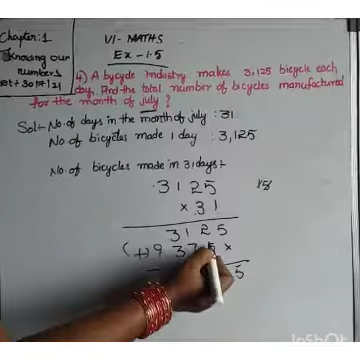 Chapter:1
Knowing our
numbers
VI- MATHS
Ex-1.5
4) A bycycle industry makes 3,125 bicycle each
day, Find the total number of bicycles manufactured
for the month of july?
Sol:- No.of days in the month of july : 31
No.of bicycles made 1 day : 3,125
No.of bicycles made in 31 days:-
3125
× 31
3125
(+) 9375 ×
5